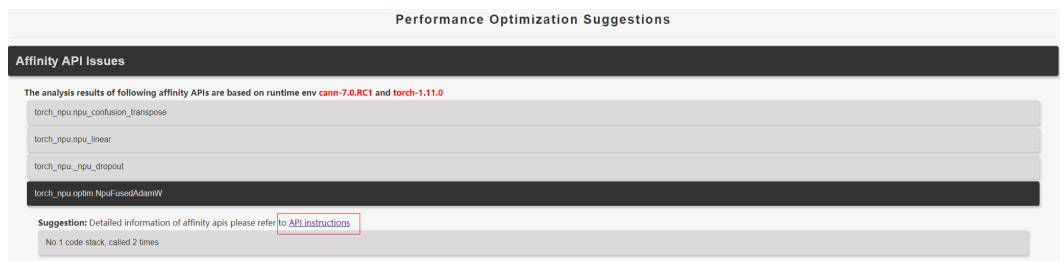 Performance Optimization Suggestions
Affinity API Issues
The analysis results of following affinity APIs are based on runtime env cann-7.0.RC1 and torch-1.11.0
torch_npu.npu_confusion_transpose
torch_npu.npu_linear
torch_npu._npu_dropout
torch_npu.optim.NpuFusedAdamW
Suggestion: Detailed information of affinity apis please refer to API instructions
No.1 code stack, called 2 times